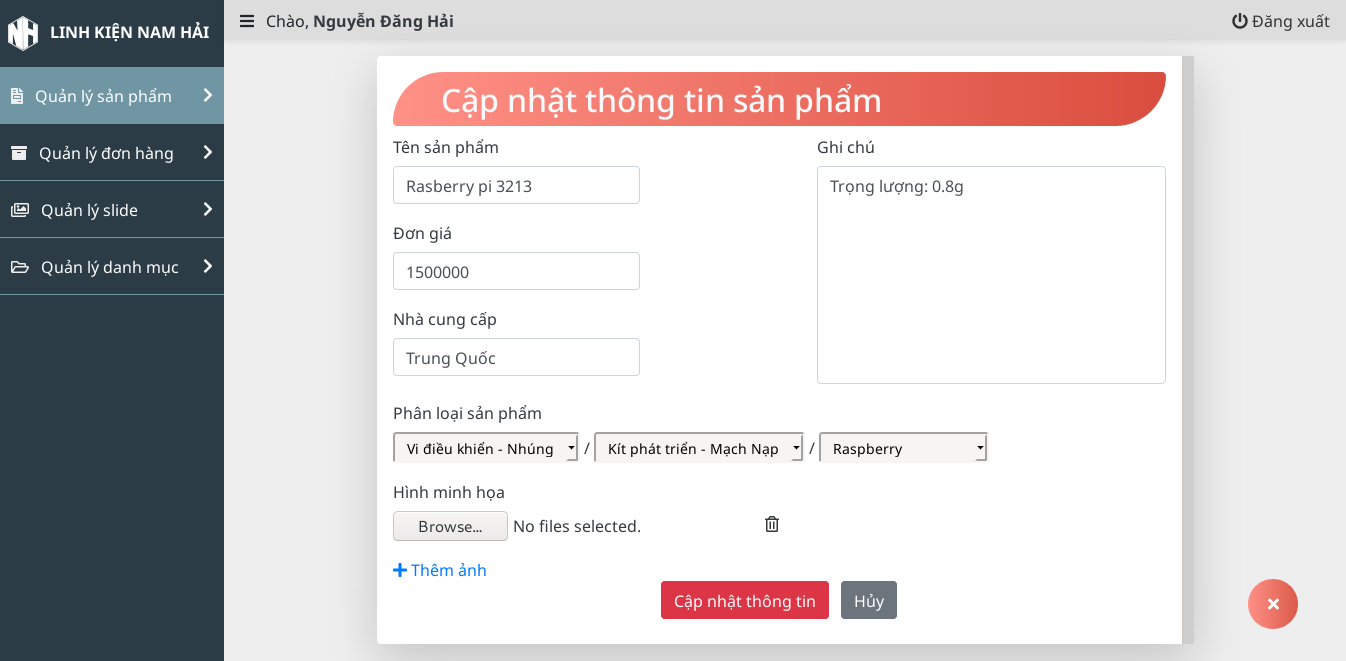 LINH KIỆN NAM HẢI
Chào, Nguyễn Đăng Hải
Đăng xuất
Quản lý sản phẩm
Quản lý đơn hàng
Quản lý slide
Quản lý danh mục
Cập nhật thông tin sản phẩm
Tên sản phẩm
Rasberry pi 3213
Đơn giá
1500000
Nhà cung cấp
Trung Quốc
Ghi chú
Trọng lượng: 0.8g
Phân loại sản phẩm
Vi điều khiển - Nhúng / Kít phát triển - Mạch Nạp / Raspberry
Hình minh họa
Browse... No files selected.
Thêm ảnh
Cập nhật thông tin
Hủy